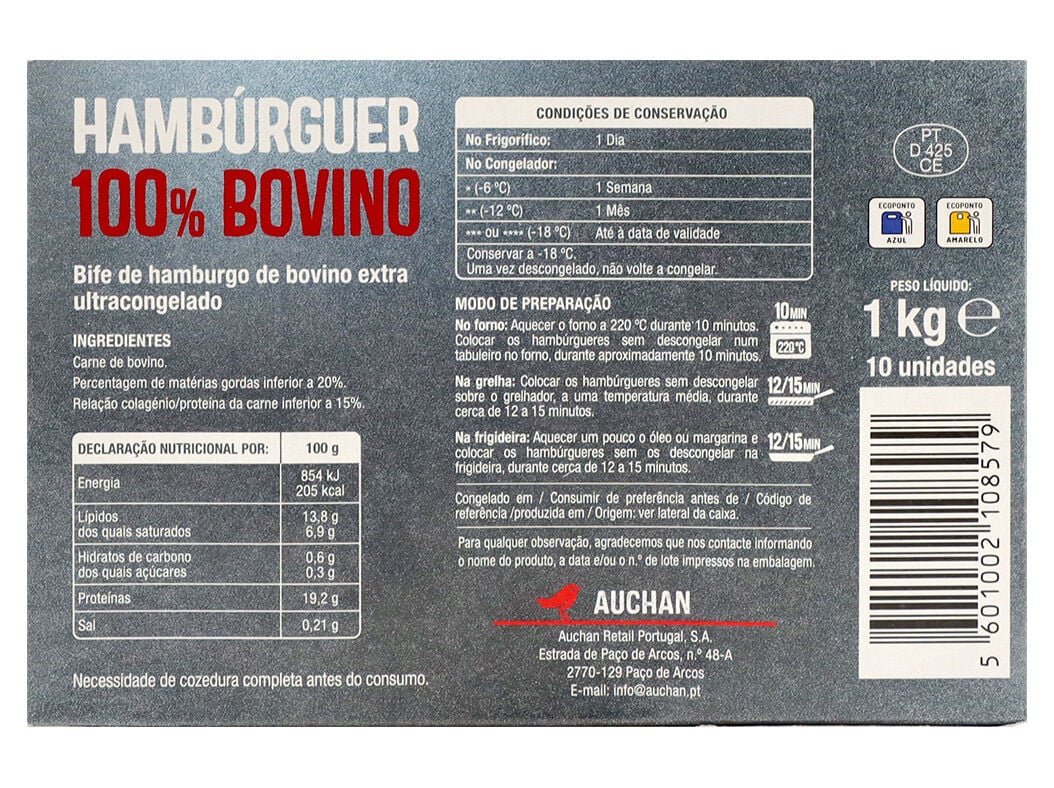 HAMBÚRGUER
100% BOVINO
Bife de hamburgo de bovino extra
ultracongelado
INGREDIENTES
Carne de bovino.
Percentagem de matérias gordas inferior a 20%.
Relação colagénio/proteína da carne inferior a 15%.
DECLARAÇÃO NUTRICIONAL POR: 100 g
Energia 854 kJ
205 kcal
Lípidos 13,8 g
dos quais saturados 6,9 g
Hidratos de carbono 0,6 g
dos quais açúcares 0,3 g
Proteínas 19,2 g
Sal 0,21 g
Necessidade de cozedura completa antes do consumo.
CONDIÇÕES DE CONSERVAÇÃO
No Frigorífico: 1 Dia
No Congelador:
* (-6 ºC) 1 Semana
** (-12 ºC) 1 Mês
*** ou **** (-18 ºC) Até à data de validade
Conservar a -18 ºC.
Uma vez descongelado, não volte a congelar.
MODO DE PREPARAÇÃO
No forno: Aquecer o forno a 220 ºC durante 10 minutos.
Colocar os hambúrgueres sem descongelar num
tabuleiro no forno, durante aproximadamente 10 minutos.
10MIN
220ºC
Na grelha: Colocar os hambúrgueres sem descongelar
sobre o grelhador, a uma temperatura média, durante
cerca de 12 a 15 minutos.
12/15MIN
Na frigideira: Aquecer um pouco o óleo ou margarina e
colocar os hambúrgueres sem os descongelar na
frigideira, durante cerca de 12 a 15 minutos.
12/15MIN
Congelado em / Consumir de preferência antes de / Código de
referência /produzida em / Origem: ver lateral da caixa.
Para qualquer observação, agradecemos que nos contacte informando
o nome do produto, a data e/ou o n.º de lote impressos na embalagem.
AUCHAN
Auchan Retail Portugal, S.A.
Estrada de Paço de Arcos, n.º 48-A
2770-129 Paço de Arcos
E-mail: info@auchan.pt
PT
D 425
CE
ECOPONTO
AZUL
ECOPONTO
AMARELO
PESO LÍQUIDO:
1 kg ℮
10 unidades
5 601002 108579